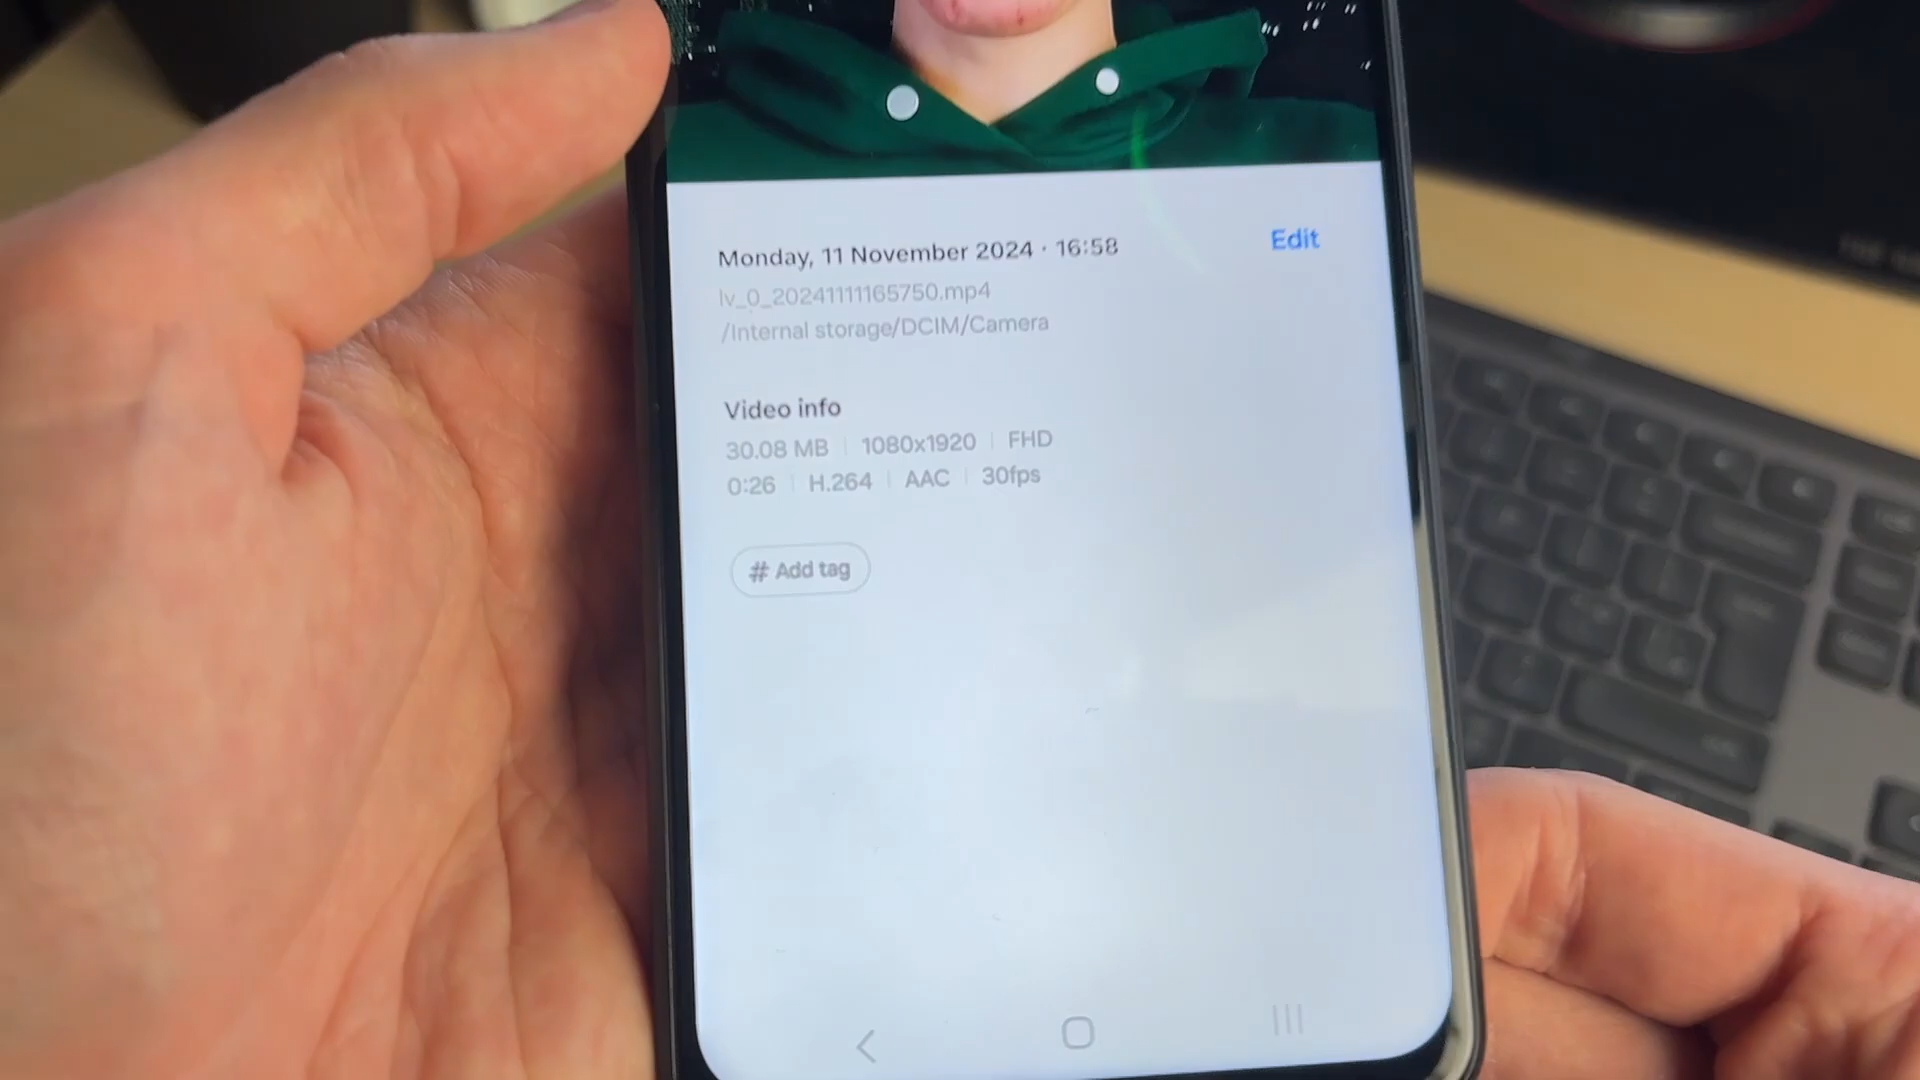 Monday, 11 November 2024 · 16:58
Edit
lv_0_20241111165750.mp4
/Internal storage/DCIM/Camera
Video info
30.08 MB | 1080x1920 | FHD
0:26 | H.264 | AAC | 30fps
# Add tag